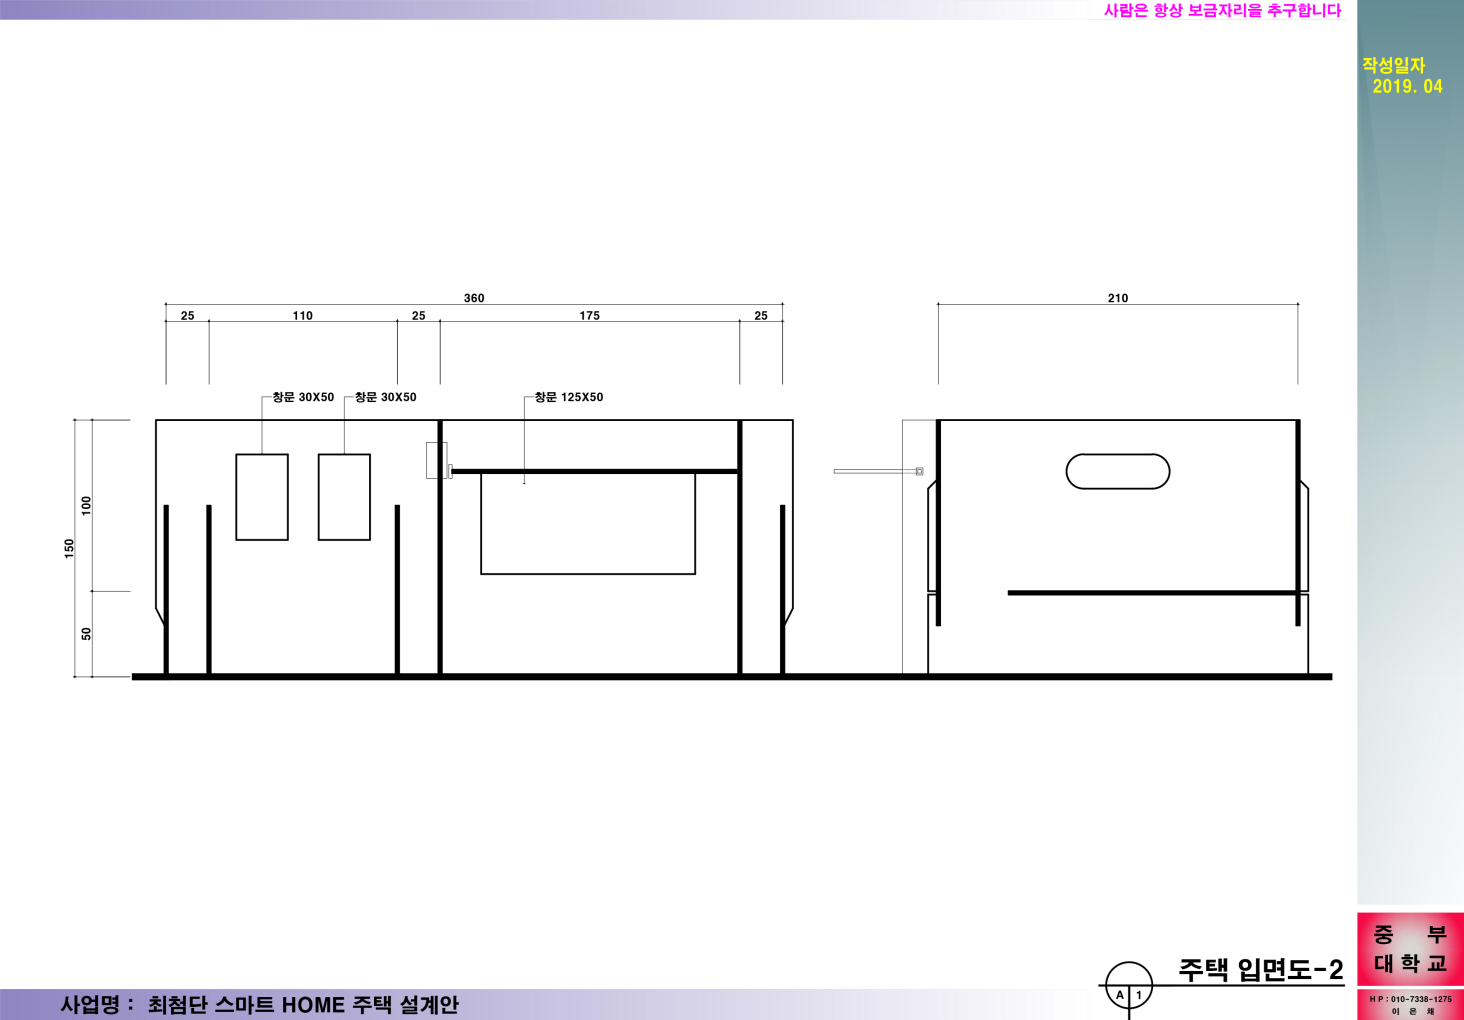 사람은 항상 보금자리을 추구합니다
작성일자
2019. 04
360
210
25 110 25 175 25
창문 30X50 창문 30X50 창문 125X50
100
150
50
주택 입면도-2
A 1
중 부
대 학 교
사업명 : 최첨단 스마트 HOME 주택 설계안
H P : 010-7338-1275
이 은 채